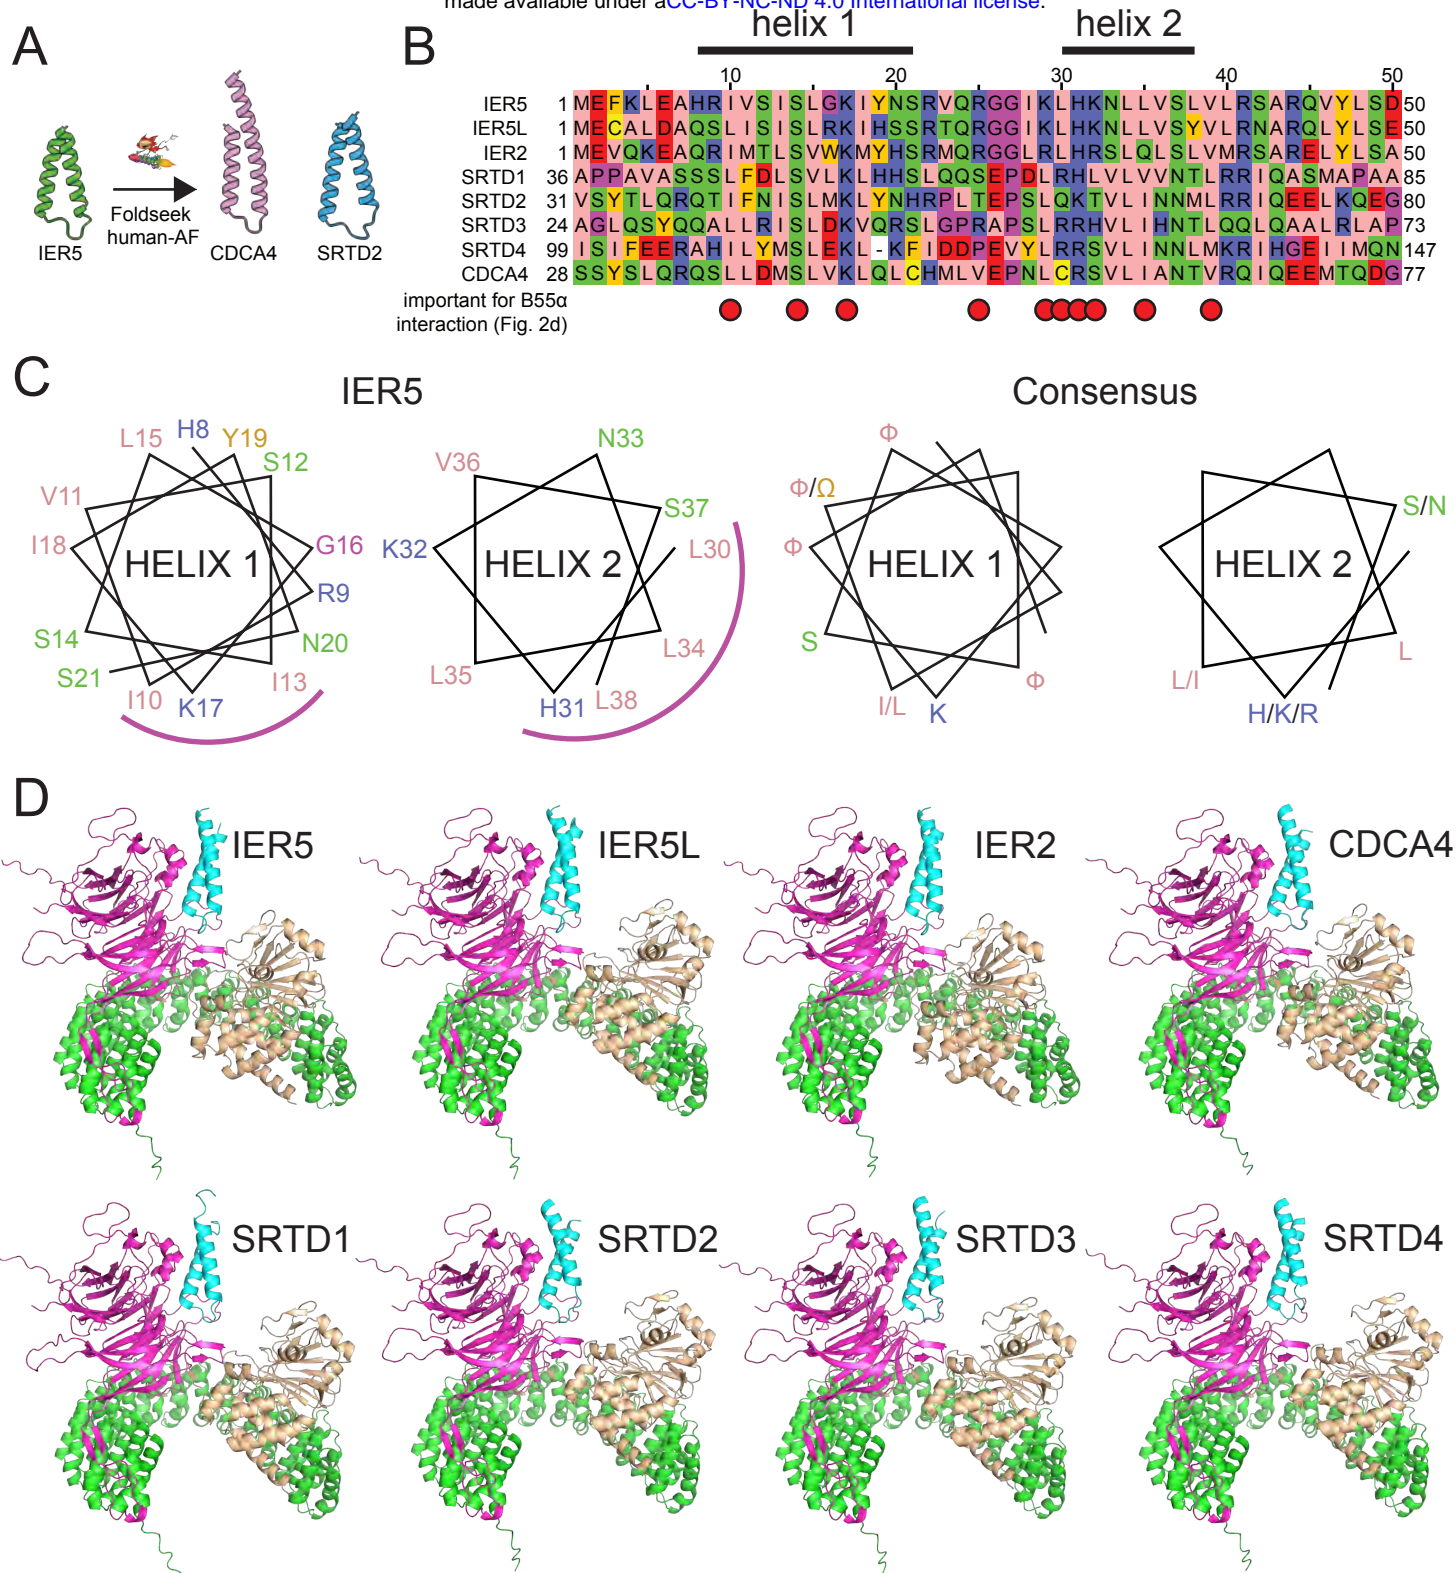 made available under aCC-BY-NC-ND 4.0 International license.
A
IER5
Foldseek
human-AF
CDCA4
SRTD2
B
helix 1
helix 2
10 20 30 40 50
IER5 1 MEFKLEAHRIVSISLGKIYNSRVQRGGIKLHKNLLVSLVLRSARQVYLSD 50
IER5L 1 MECALDAQSLISISLRKIHSSRTQRGGIKLHKNLLVSYVLRNARQLYLSE 50
IER2 1 MEVQKEAQRIMTLSVWKMYHSRMQRGGLRLHRSLQLSLVMRSARELYLSA 50
SRTD1 36 APPAVASSSLFDLSVLKLHHSLQQSEPDLRHLVLVVNTLRRIQASMAPAA 85
SRTD2 31 VSYTLQRQTIFNISLMKLYNHRPLTEPSLQKTVLINNMLRRIQEELKQEG 80
SRTD3 24 AGLQSYQQALLRISLDKVQRSLGPRAPSLRRHVLIHNTLQQLQAALRLAP 73
SRTD4 99 ISIFEERAHILYMSLEKL-KFIDDPEVYLRRSVLINNLMKRIHGEIIMQN 147
CDCA4 28 SSYSLQRQSLLDMSLVKLQLCHMLVEPNLCRSVLIANTVRQIQEEMTQDG 77
important for B55α
interaction (Fig. 2d)
C
IER5
Consensus
L15 H8 Y19
S12
V11
I18
HELIX 1
G16
R9
S14
N20
S21
I10 K17 I13
V36
N33
S37
K32
HELIX 2
L30
L35
L34
H31 L38
Φ
Φ/Ω
Φ
HELIX 1
S
Φ
I/L K
HELIX 2
S/N
L/I
L
H/K/R
D
IER5
IER5L
IER2
CDCA4
SRTD1
SRTD2
SRTD3
SRTD4